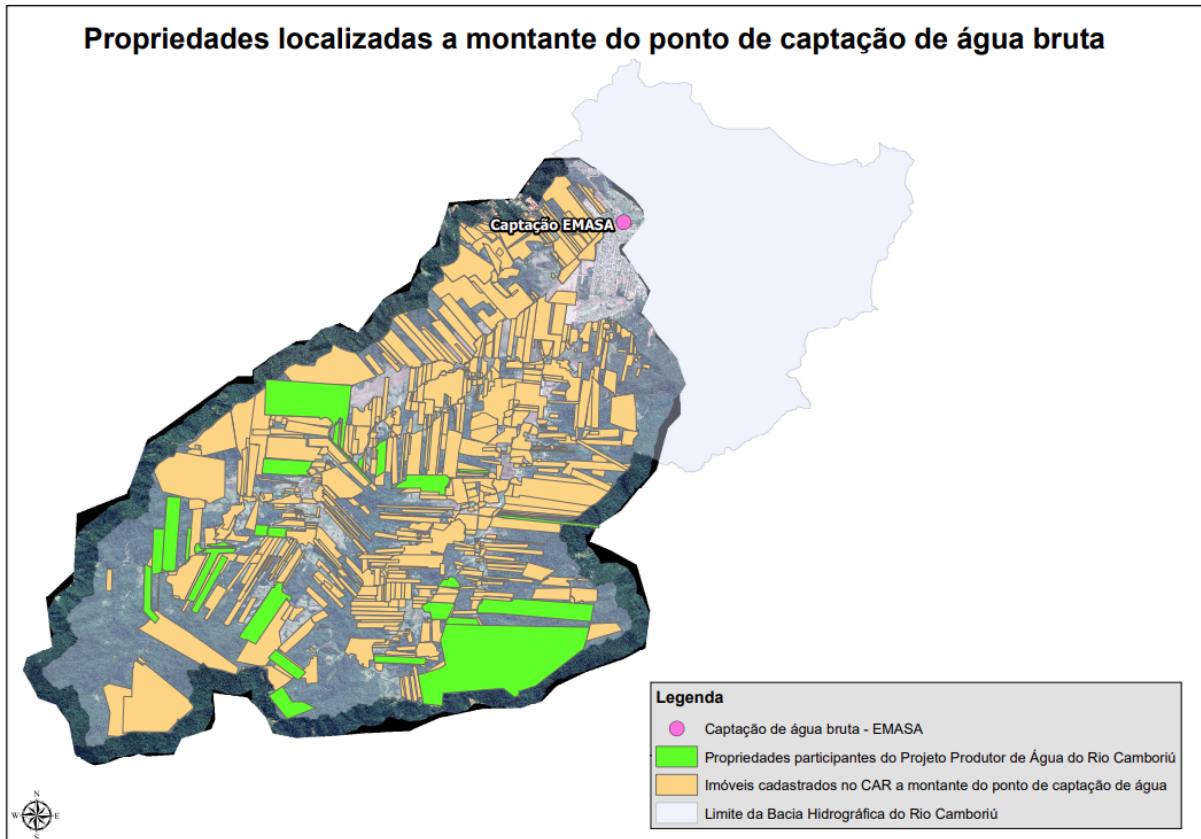 Propriedades localizadas a montante do ponto de captação de água bruta
Captação EMASA
Legenda
Captação de água bruta - EMASA
Propriedades participantes do Projeto Produtor de Água do Rio Camboriú
Imóveis cadastrados no CAR a montante do ponto de captação de água
Limite da Bacia Hidrográfica do Rio Camboriú
N
W E
S